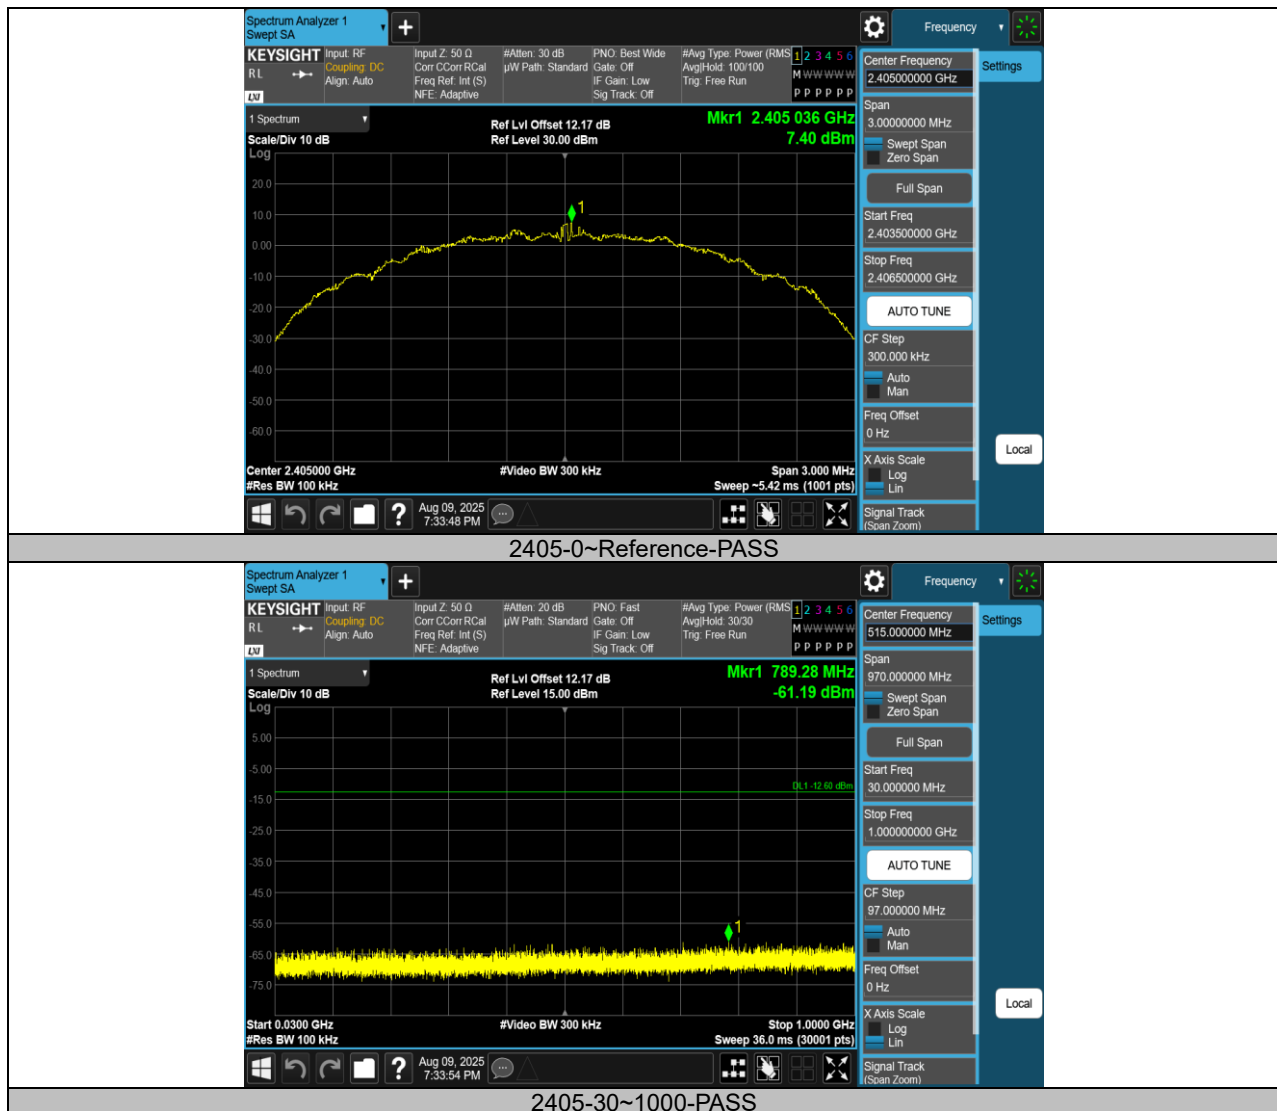 Spectrum Analyzer 1
Swept SA
+
Frequency
KEYSIGHT
RL
LXI
Input: RF
Coupling: DC
Align: Auto
Input Z: 50 Ω
Corr CCorr RCal
Freq Ref: Int (S)
NFE: Adaptive
#Atten: 30 dB
µW Path: Standard
PNO: Best Wide
Gate: Off
IF Gain: Low
Sig Track: Off
#Avg Type: Power (RMS
Avg|Hold: 100/100
Trig: Free Run
1 2 3 4 5 6
M W W W W W
P P P P P P
1 Spectrum
Scale/Div 10 dB
Log
Ref Lvl Offset 12.17 dB
Ref Level 30.00 dBm
Mkr1 2.405 036 GHz
7.40 dBm
20.0
10.0
0.00
-10.0
-20.0
-30.0
-40.0
-50.0
-60.0
1
Center 2.405000 GHz
#Res BW 100 kHz
#Video BW 300 kHz
Span 3.000 MHz
Sweep ~5.42 ms (1001 pts)
Center Frequency
2.405000000 GHz
Span
3.00000000 MHz
Swept Span
Zero Span
Full Span
Start Freq
2.403500000 GHz
Stop Freq
2.406500000 GHz
AUTO TUNE
CF Step
300.000 kHz
Auto
Man
Freq Offset
0 Hz
X Axis Scale
Log
Lin
Signal Track
(Span Zoom)
Settings
Local
?
Aug 09, 2025
7:33:48 PM
2405-0~Reference-PASS
Spectrum Analyzer 1
Swept SA
+
Frequency
KEYSIGHT
RL
LXI
Input: RF
Coupling: DC
Align: Auto
Input Z: 50 Ω
Corr CCorr RCal
Freq Ref: Int (S)
NFE: Adaptive
#Atten: 20 dB
µW Path: Standard
PNO: Fast
Gate: Off
IF Gain: Low
Sig Track: Off
#Avg Type: Power (RMS
Avg|Hold: 30/30
Trig: Free Run
1 2 3 4 5 6
M W W W W W
P P P P P P
1 Spectrum
Scale/Div 10 dB
Log
Ref Lvl Offset 12.17 dB
Ref Level 15.00 dBm
Mkr1 789.28 MHz
-61.19 dBm
5.00
-5.00
-15.0
-25.0
-35.0
-45.0
-55.0
-65.0
-75.0
DL1 -12.60 dBm
1
Start 0.0300 GHz
#Res BW 100 kHz
#Video BW 300 kHz
Stop 1.0000 GHz
Sweep 36.0 ms (30001 pts)
Center Frequency
515.000000 MHz
Span
970.000000 MHz
Swept Span
Zero Span
Full Span
Start Freq
30.000000 MHz
Stop Freq
1.000000000 GHz
AUTO TUNE
CF Step
97.000000 MHz
Auto
Man
Freq Offset
0 Hz
X Axis Scale
Log
Lin
Signal Track
(Span Zoom)
Settings
Local
?
Aug 09, 2025
7:33:54 PM
2405-30~1000-PASS